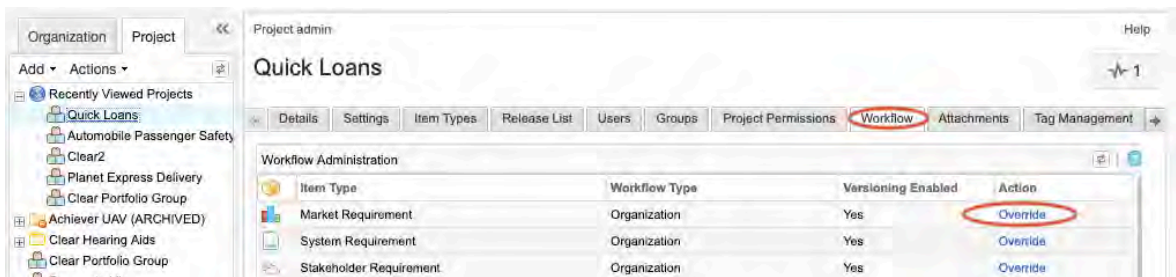 Organization Project
Add Actions
Recently Viewed Projects
Quick Loans
Automobile Passenger Safety
Clear2
Planet Express Delivery
Clear Portfolio Group
Achiever UAV (ARCHIVED)
Clear Hearing Aids
Clear Portfolio Group
Project admin Help
Quick Loans 1
Details Settings Item Types Release List Users Groups Project Permissions Workflow Attachments Tag Management
Workflow Administration
Item Type Workflow Type Versioning Enabled Action
Market Requirement Organization Yes Override
System Requirement Organization Yes Override
Stakeholder Requirement Organization Yes Override